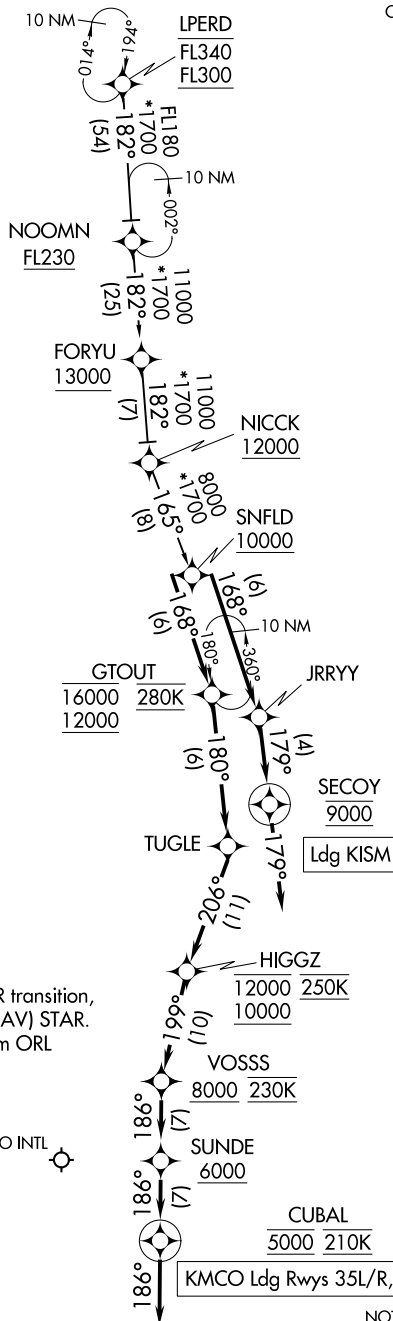 10 NM
194°
014°
LPERD
FL340
FL300
FL180
*1700
182°
(54)
10 NM
002°
NOOMN
FL230
11000
*1700
182°
(25)
FORYU
13000
11000
*1700
182°
(7)
NICCK
12000
8000
*1700
165°
(8)
SNFLD
10000
168°
(6)
168°
(6)
10 NM
180°
360°
GTOUT
16000 280K
12000
JRRYY
179°
(4)
180°
(6)
SECOY
9000
TUGLE
179°
Ldg KISM
206°
(11)
HIGGZ
12000 250K
10000
R transition,
AV) STAR.
m ORL
199°
(10)
VOSSS
8000 230K
186°
(7)
SUNDE
6000
O INTL
186°
(7)
CUBAL
5000 210K
KMCO Ldg Rwys 35L/R,
186°